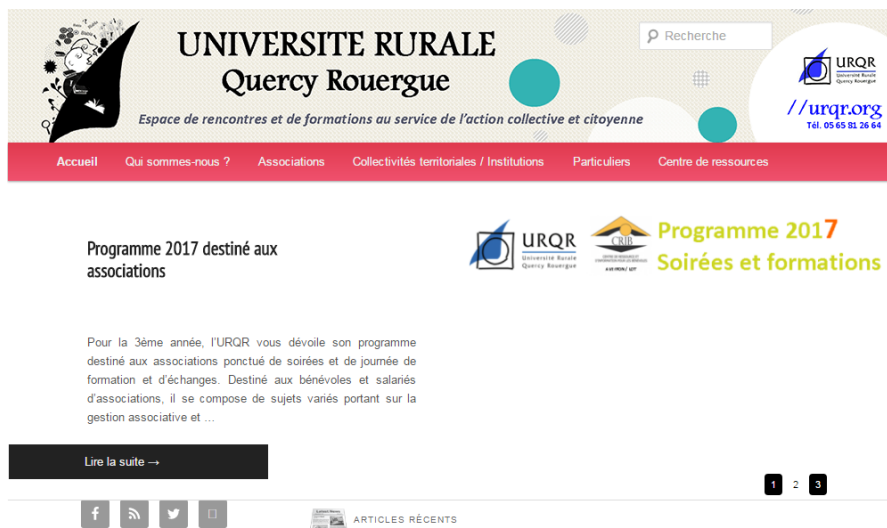 UNIVERSITE RURALE
Quercy Rouergue
Espace de rencontres et de formations au service de l'action collective et citoyenne
Recherche
URQR
Université Rurale
Quercy Rouergue
//urqr.org
Tél. 05 65 81 26 64
Accueil Qui sommes-nous ? Associations Collectivités territoriales / Institutions Particuliers Centre de ressources
Programme 2017 destiné aux
associations
URQR
Université Rurale
Quercy Rouergue
CRIB
Programme 2017
Soirées et formations
Pour la 3ème année, l'URQR vous dévoile son programme
destiné aux associations ponctué de soirées et de journée de
formation et d'échanges. Destiné aux bénévoles et salariés
d'associations, il se compose de sujets variés portant sur la
gestion associative et …
Lire la suite →
1 2 3
ARTICLES RÉCENTS